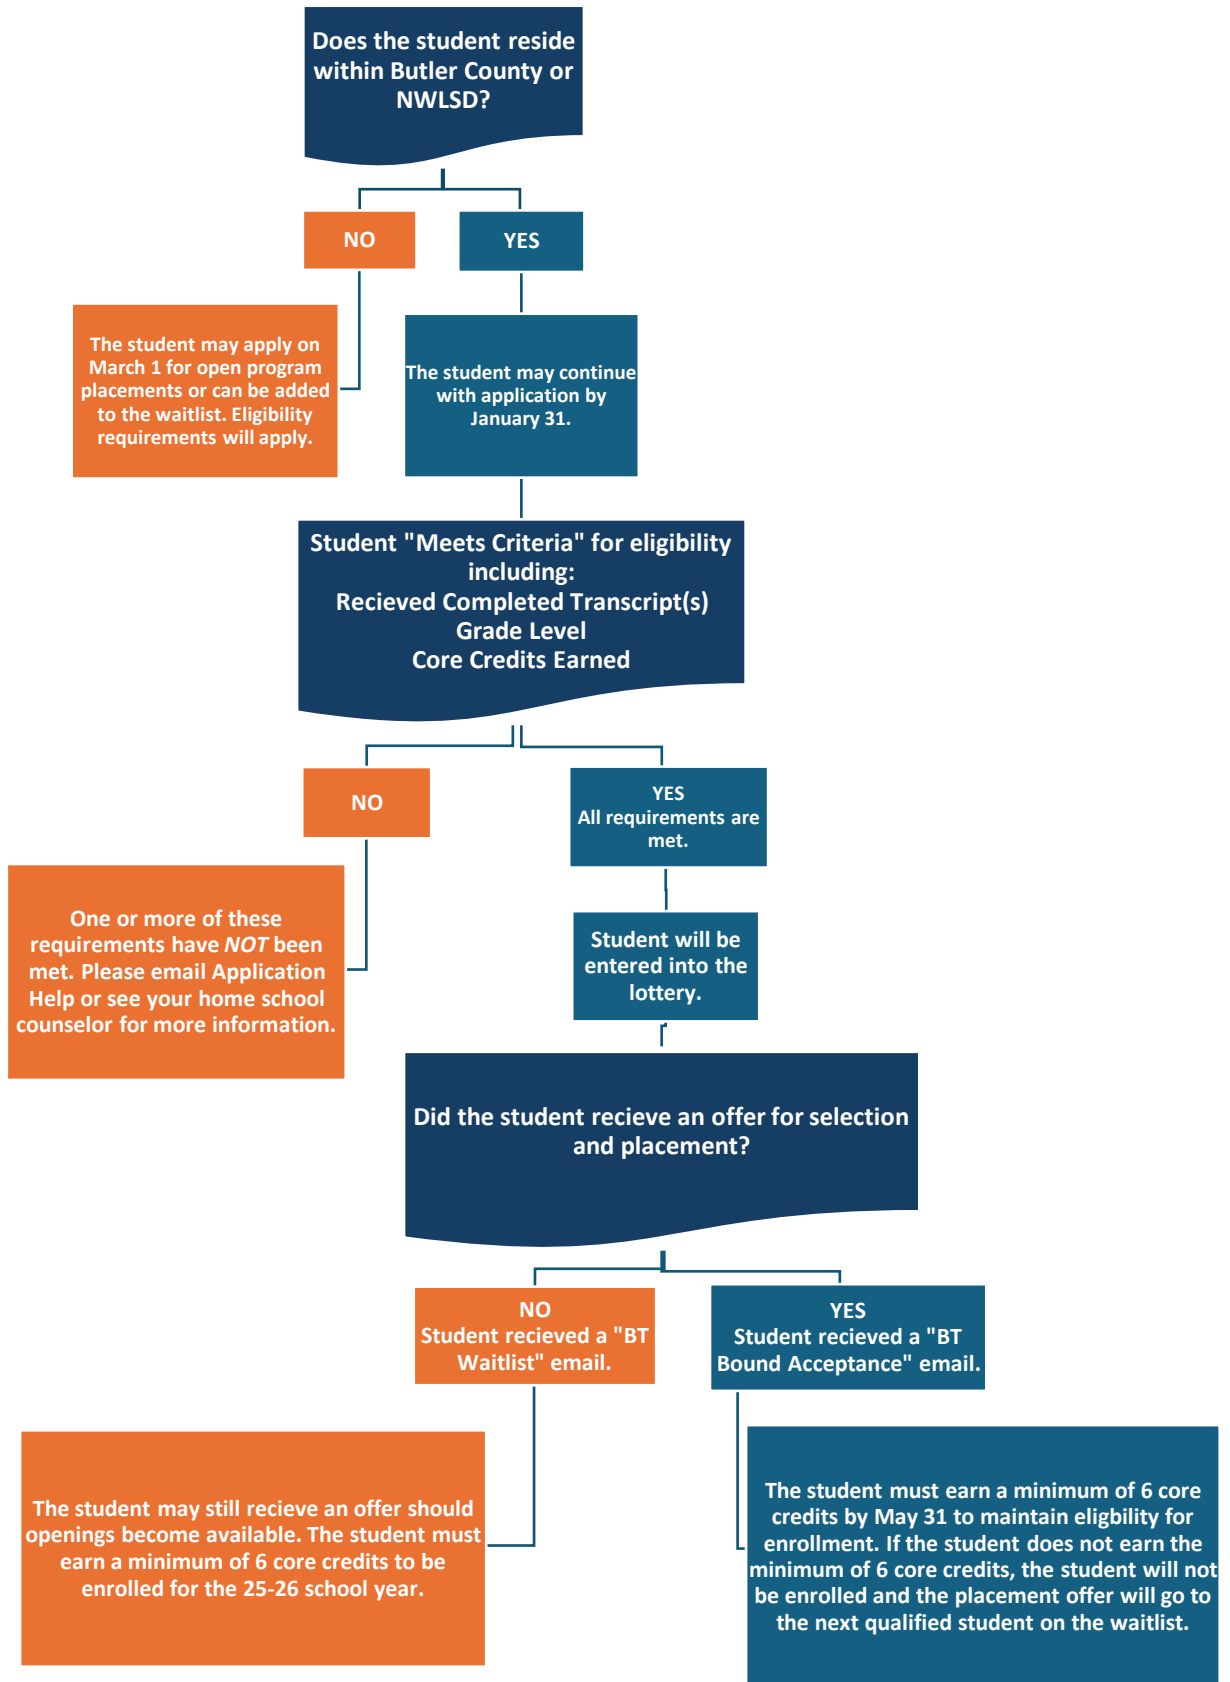 Does the student reside
within Butler County or
NWLSD?
NO
YES
The student may apply on
March 1 for open program
placements or can be added
to the waitlist. Eligibility
requirements will apply.
The student may continue
with application by
January 31.
Student "Meets Criteria" for eligibility
including:
Recieved Completed Transcript(s)
Grade Level
Core Credits Earned
NO
YES
All requirements are
met.
One or more of these
requirements have NOT been
met. Please email Application
Help or see your home school
counselor for more information.
Student will be
entered into the
lottery.
Did the student recieve an offer for selection
and placement?
NO
Student recieved a "BT
Waitlist" email.
YES
Student recieved a "BT
Bound Acceptance" email.
The student may still recieve an offer should
openings become available. The student must
earn a minimum of 6 core credits to be
enrolled for the 25-26 school year.
The student must earn a minimum of 6 core
credits by May 31 to maintain eligbility for
enrollment. If the student does not earn the
minimum of 6 core credits, the student will not
be enrolled and the placement offer will go to
the next qualified student on the waitlist.